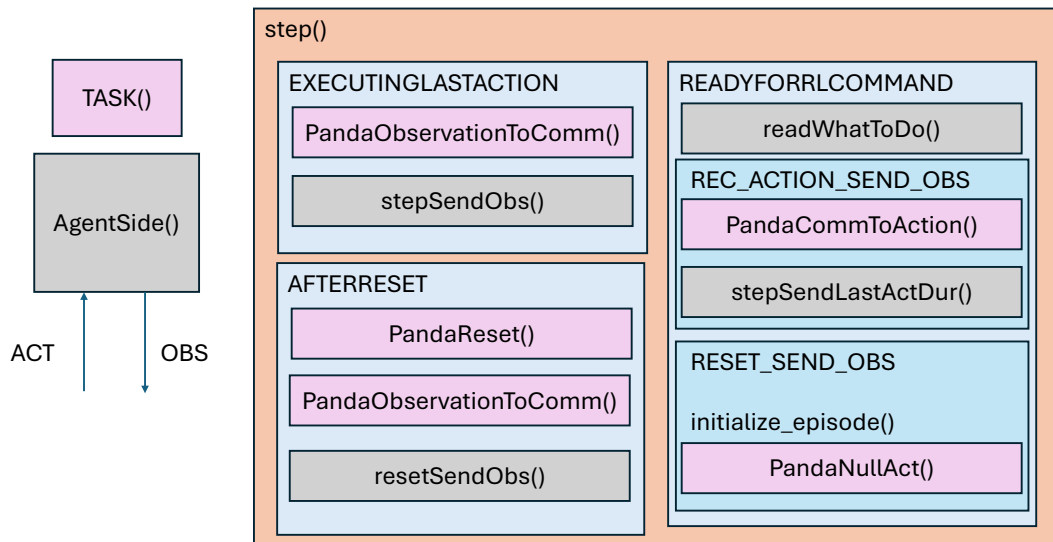 TASK()
AgentSide()
ACT
OBS
step()
EXECUTINGLASTACTION
PandaObservationToComm()
stepSendObs()
AFTERRESET
PandaReset()
PandaObservationToComm()
resetSendObs()
READYFORRLCOMMAND
readWhatToDo()
REC_ACTION_SEND_OBS
PandaCommToAction()
stepSendLastActDur()
RESET_SEND_OBS
initialize_episode()
PandaNullAct()